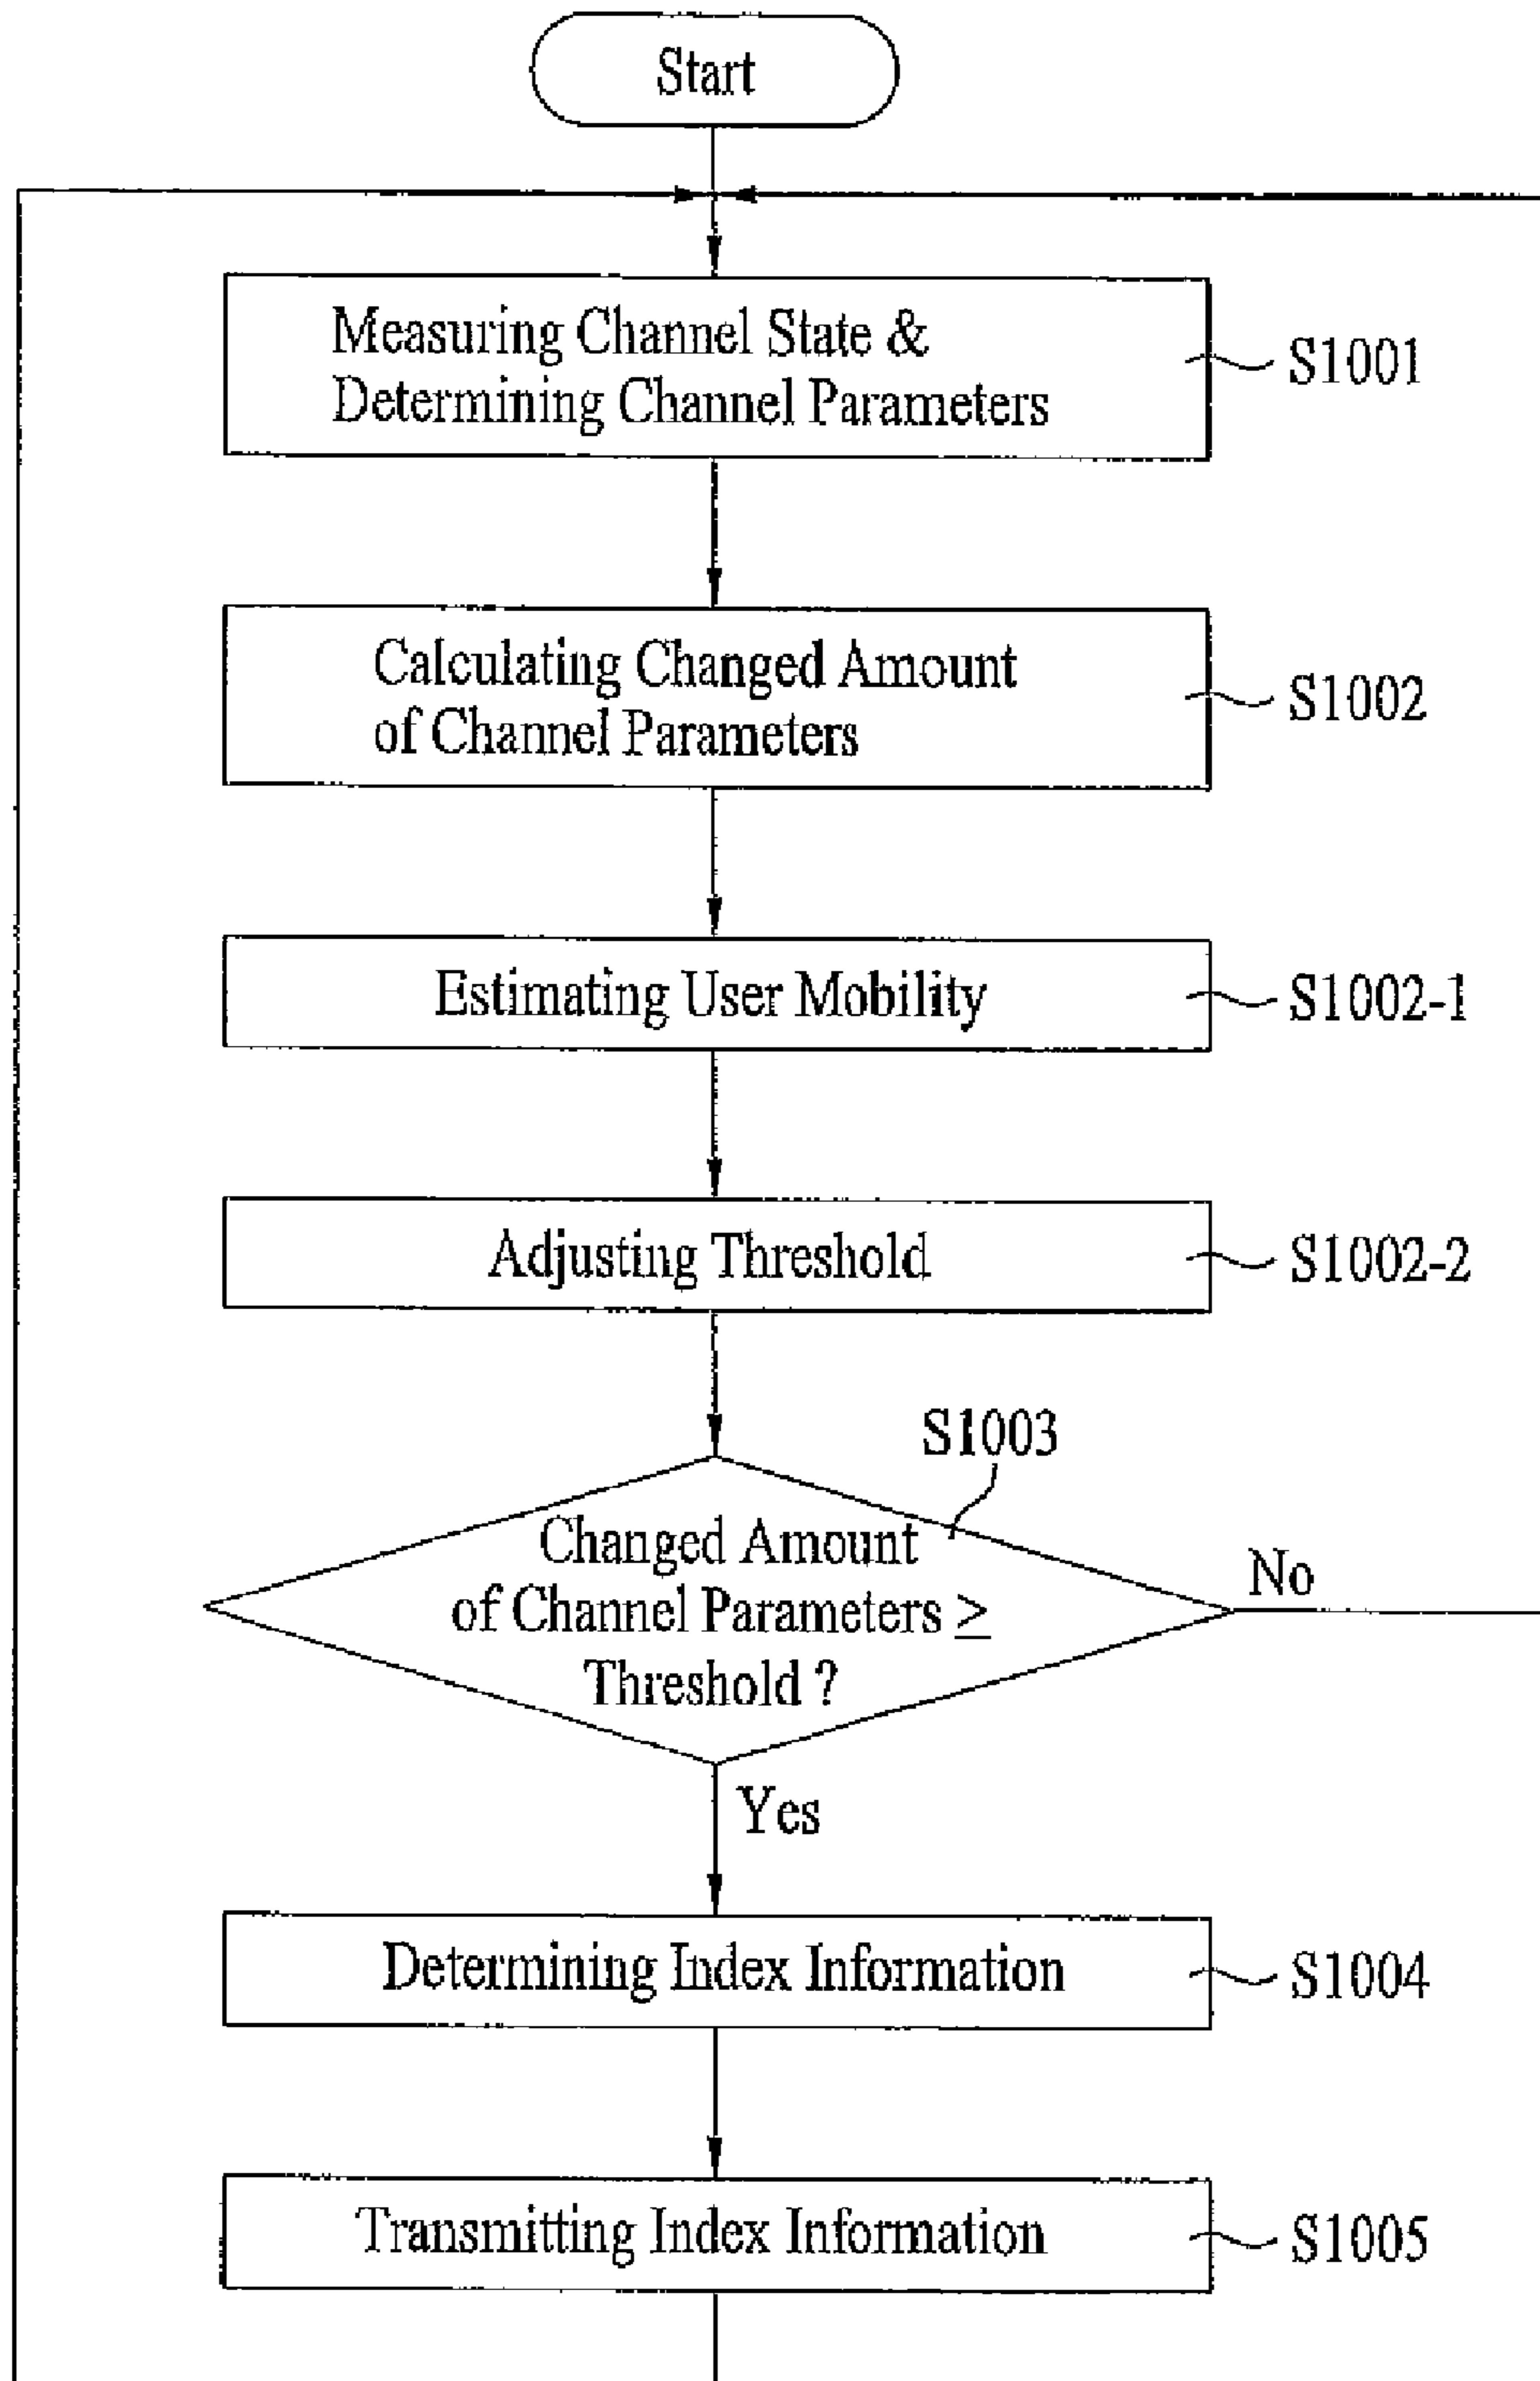 Start
Measuring Channel State &
Determining Channel Parameters
S1001
Calculating Changed Amount
of Channel Parameters
S1002
Estimating User Mobility
S1002-1
Adjusting Threshold
S1002-2
S1003
Changed Amount
of Channel Parameters ≥
Threshold ?
No
Yes
Determining Index Information
S1004
Transmitting Index Information
S1005